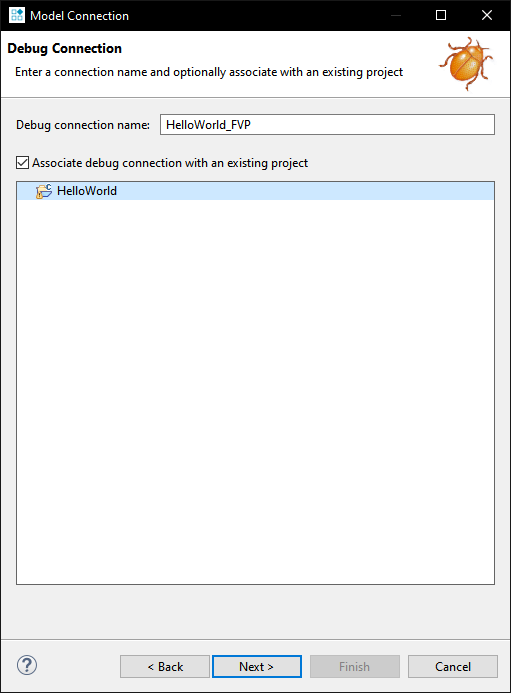 Model Connection
Debug Connection
Enter a connection name and optionally associate with an existing project
Debug connection name: HelloWorld_FVP
Associate debug connection with an existing project
HelloWorld
< Back Next > Finish Cancel